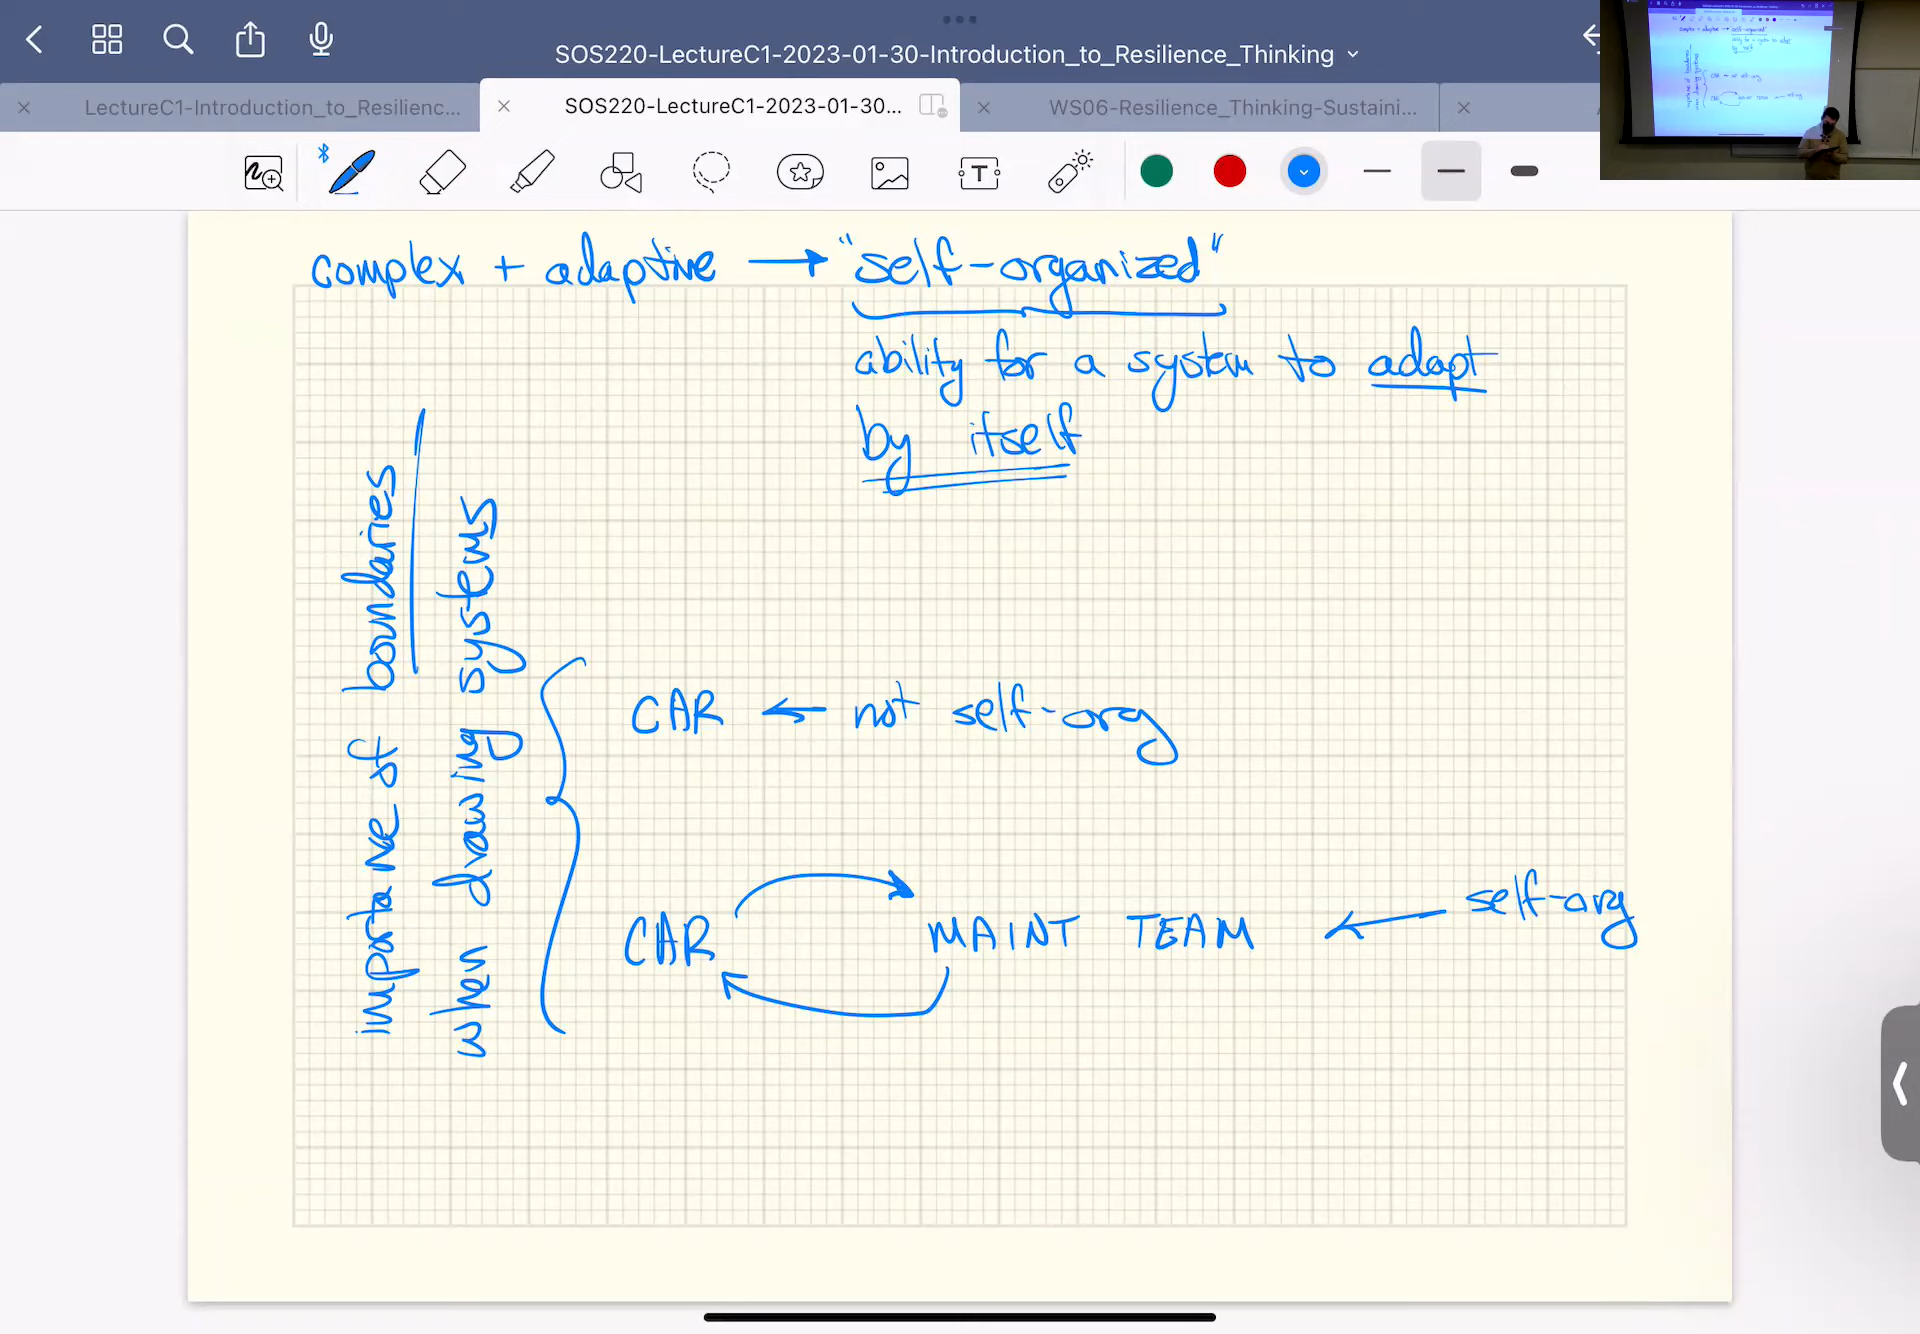 SOS220-LectureC1-2023-01-30-Introduction_to_Resilience_Thinking
LectureC1-Introduction_to_Resilienc...
SOS220-LectureC1-2023-01-30...
WS06-Resilience_Thinking-Sustaini...
complex + adaptive → "self-organized"
ability for a system to adapt
by itself
importance of boundaries
when drawing systems
CAR ← not self-org
CAR MAINT TEAM ← self-org